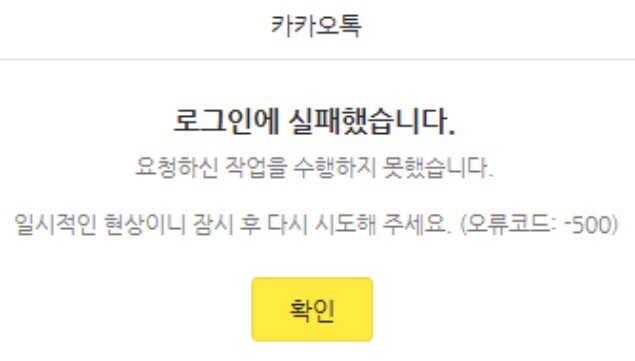 카카오톡
로그인에 실패했습니다.
요청하신 작업을 수행하지 못했습니다.
일시적인 현상이니 잠시 후 다시 시도해 주세요. (오류코드: -500)
확인